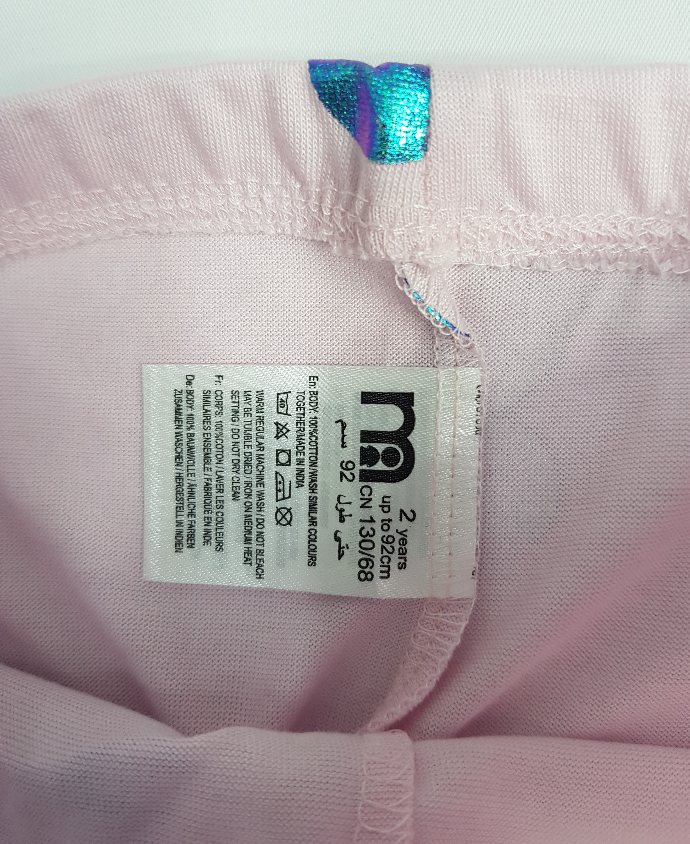 2 years
up to 92cm
CN 130/68
حتى طول 92 سم
En: BODY: 100%COTTON/WASH SIMILAR COLOURS
TOGETHER/MADE IN INDIA
40
WARM REGULAR MACHINE WASH / DO NOT BLEACH
MAY BE TUMBLE DRIED / IRON ON MEDIUM HEAT
SETTING / DO NOT DRY CLEAN
Fr: CORPS: 100%COTON / LAVER LES COULEURS
SIMILAIRES ENSEMBLE / FABRIQUÉ EN INDE
De: BODY: 100% BAUMWOLLE / ÄHNLICHE FARBEN
ZUSAMMEN WASCHEN / HERGESTELLT IN INDIEN